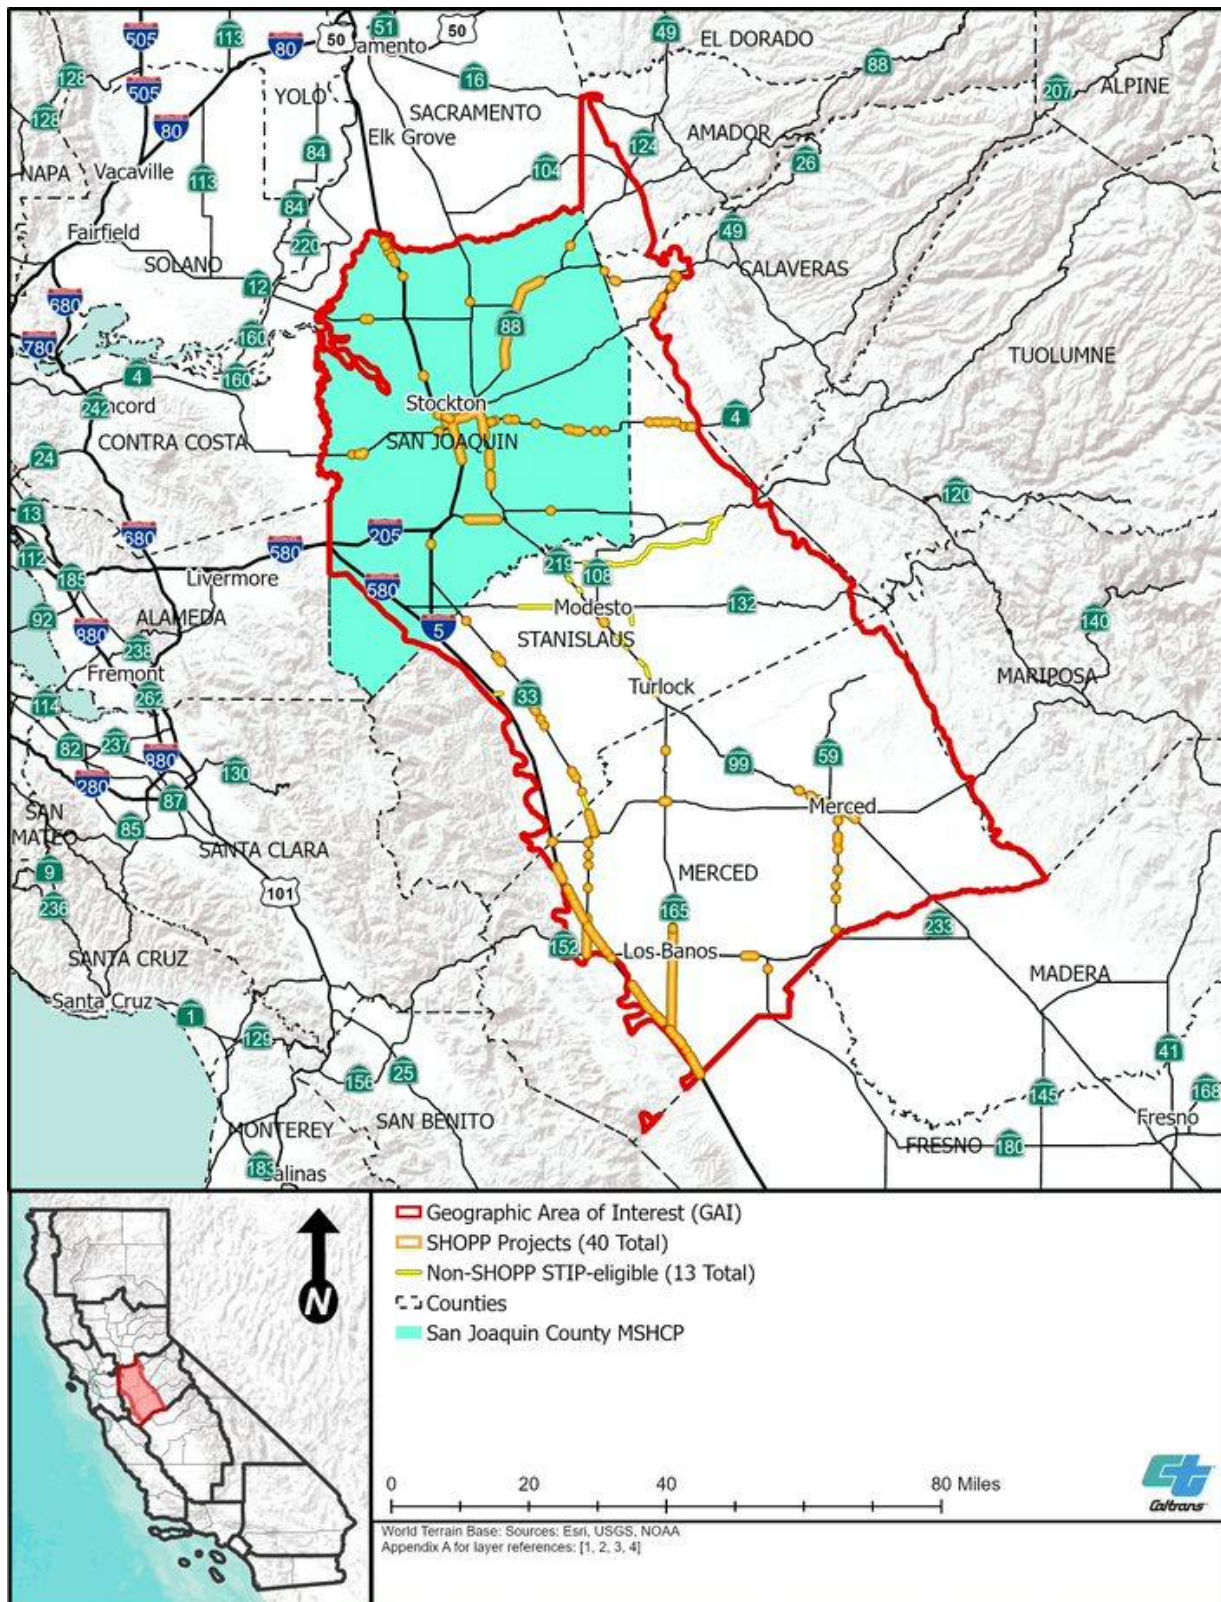 505
113
80
50
51
50
49
EL DORADO
88
128
amento
16
207
ALPINE
505
YOLO
SACRAMENTO
128
80
Elk Grove
124
AMADOR
84
26
NAPA
Vacaville
113
104
84
49
Fairfield
220
SOLANO
12
CALAVERAS
680
160
88
780
TUOLUMNE
4
160
242
ncord
Stockton
4
CONTRA COSTA
SAN JOAQUIN
24
120
13
680
205
112
580
219
185
Livermore
580
108
92
ALAMEDA
132
Modesto
140
880
5
STANISLAUS
238
Fremont
MARIPOSA
262
33
Turlock
114
82
237
880
99
59
280
130
87
Merced
SAN
MATEO
85
SANTA CLARA
9
101
MERCED
236
165
233
152
Los Banos
SANTA CRUZ
MADERA
Santa Cruz
1
129
41
156
25
145
168
SAN BENITO
Fresno
MONTEREY
FRESNO
180
183
alinas
N
Geographic Area of Interest (GAI)
SHOPP Projects (40 Total)
Non-SHOPP STIP-eligible (13 Total)
Counties
San Joaquin County MSHCP
0 20 40 80 Miles
Caltrans
World Terrain Base: Sources: Esri, USGS, NOAA
Appendix A for layer references: [1, 2, 3, 4]